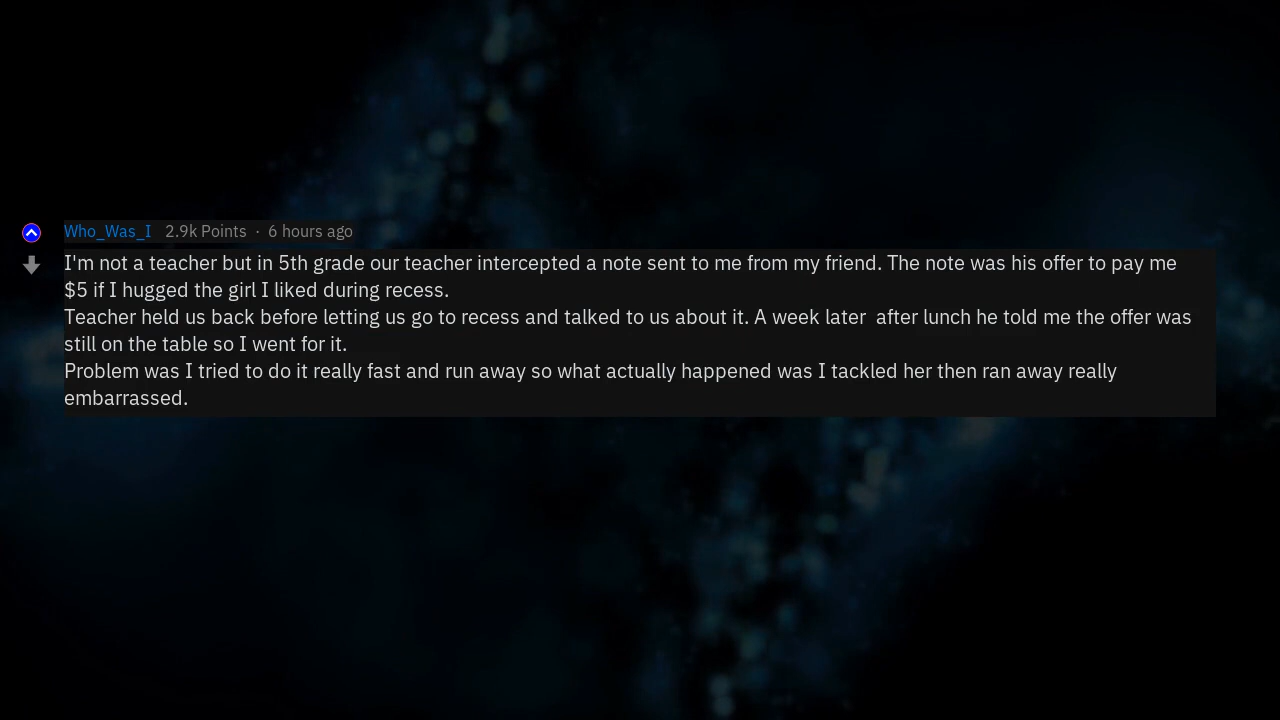 Who_Was_I 2.9k Points · 6 hours ago
I'm not a teacher but in 5th grade our teacher intercepted a note sent to me from my friend. The note was his offer to pay me
$5 if I hugged the girl I liked during recess.
Teacher held us back before letting us go to recess and talked to us about it. A week later  after lunch he told me the offer was
still on the table so I went for it.
Problem was I tried to do it really fast and run away so what actually happened was I tackled her then ran away really
embarrassed.